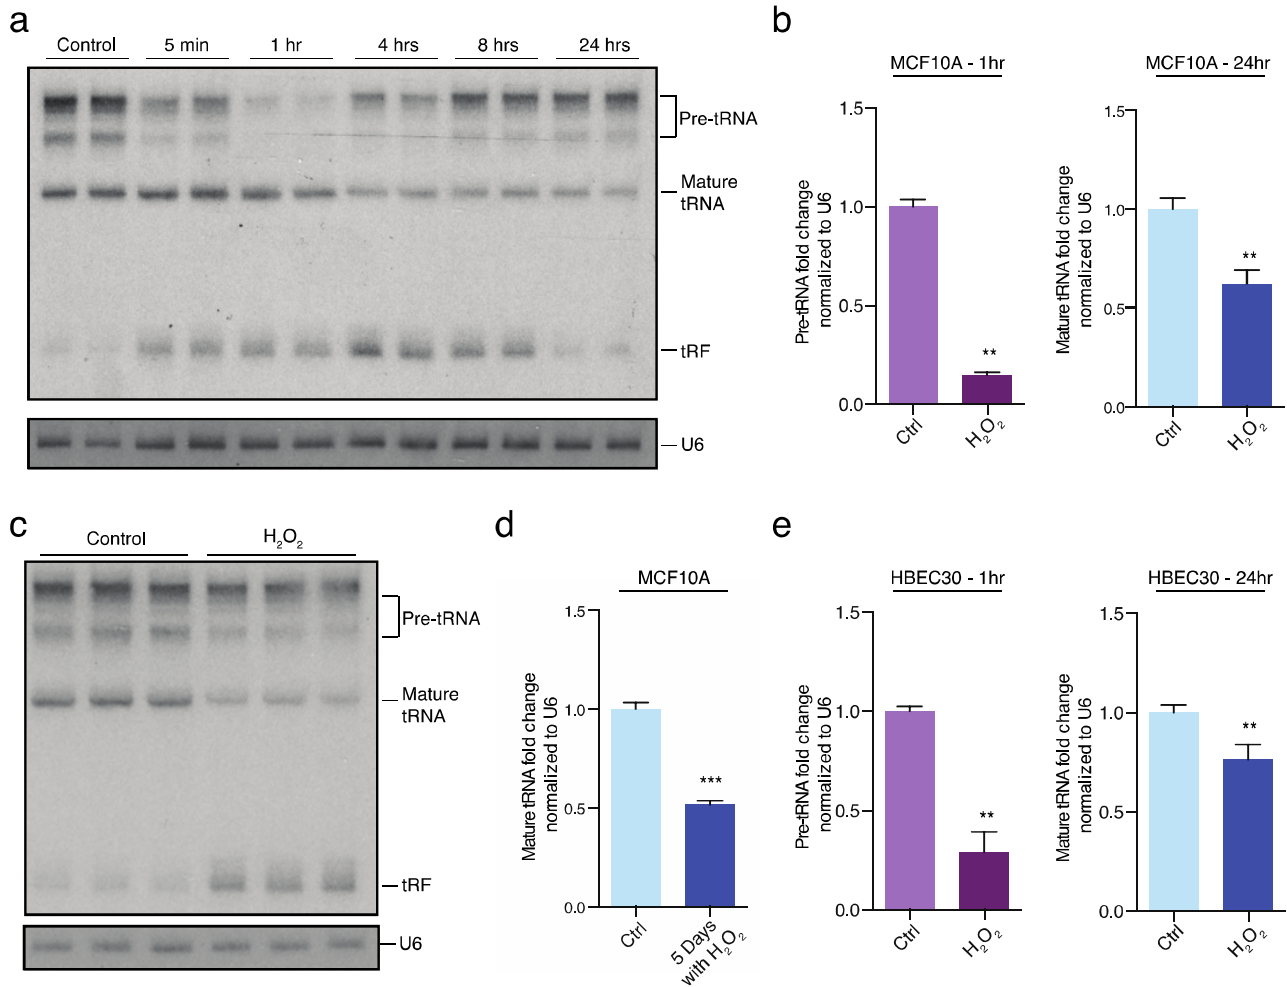 a
Control 5 min 1 hr 4 hrs 8 hrs 24 hrs
Pre-tRNA
Mature
tRNA
tRF
U6
b
MCF10A - 1hr
Pre-tRNA fold change
normalized to U6
1.5
1.0
0.5
0.0
**
Ctrl
H₂O₂
MCF10A - 24hr
Mature tRNA fold change
normalized to U6
1.5
1.0
0.5
0.0
**
Ctrl
H₂O₂
c
Control H₂O₂
Pre-tRNA
Mature
tRNA
tRF
U6
d
MCF10A
Mature tRNA fold change
normalized to U6
1.5
1.0
0.5
0.0
***
Ctrl
5 Days
with H₂O₂
e
HBEC30 - 1hr
Pre-tRNA fold change
normalized to U6
1.5
1.0
0.5
0.0
**
Ctrl
H₂O₂
HBEC30 - 24hr
Mature tRNA fold change
normalized to U6
1.5
1.0
0.5
0.0
**
Ctrl
H₂O₂